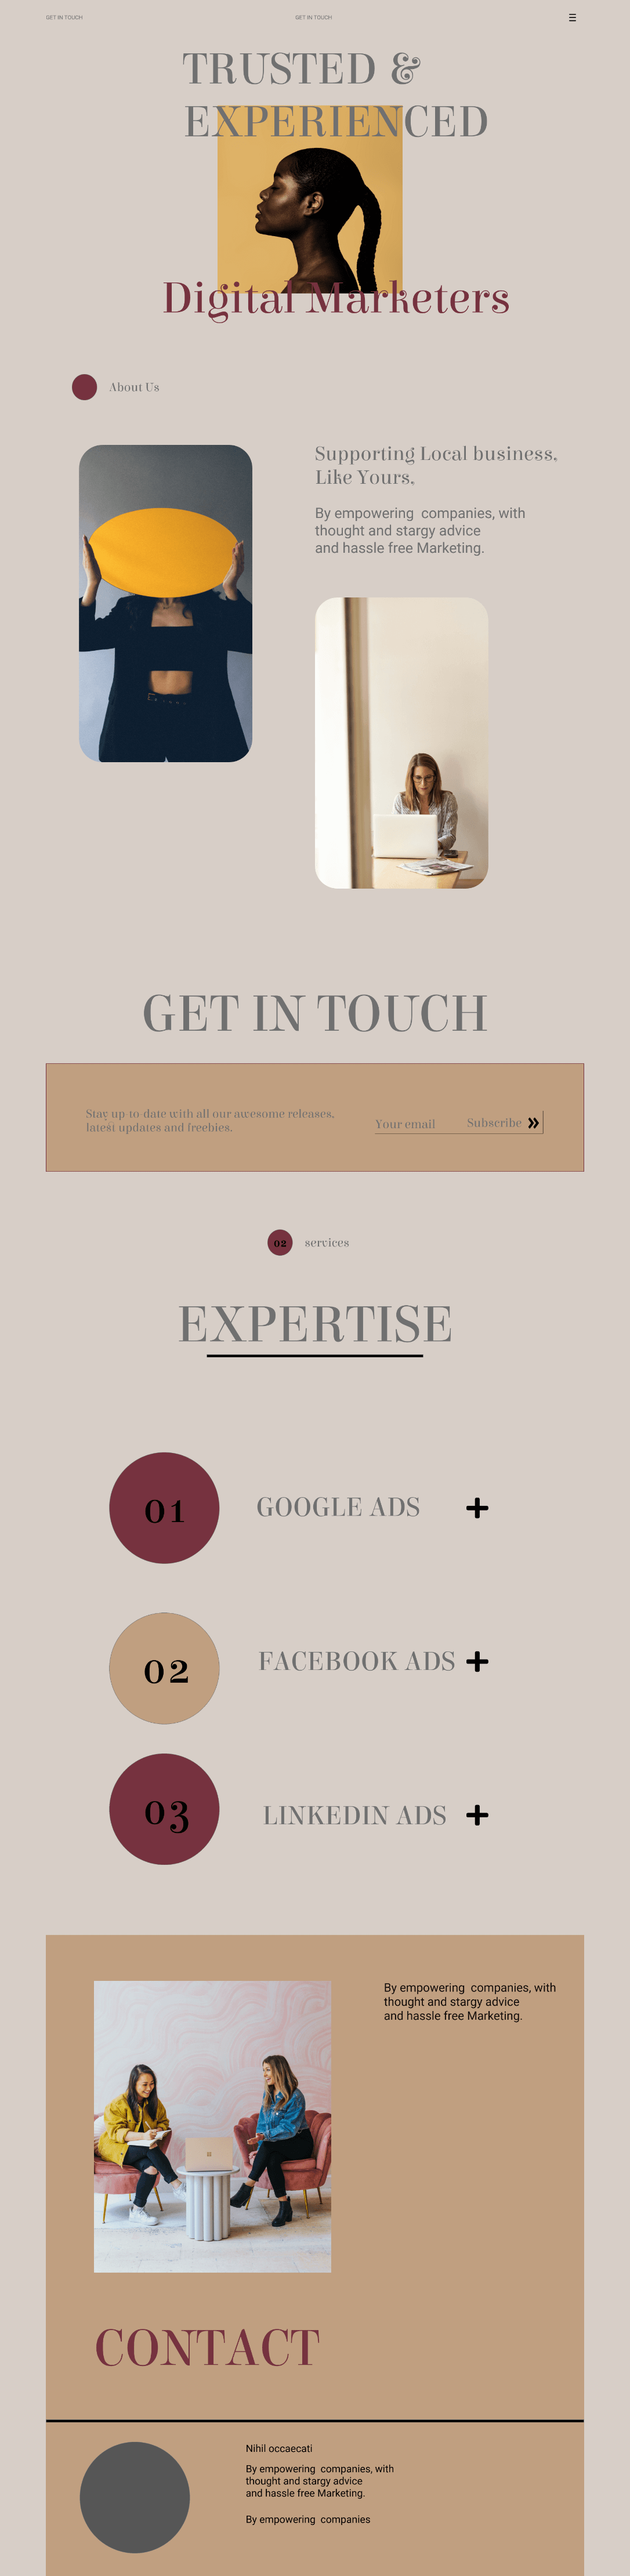 GET IN TOUCH
GET IN TOUCH
TRUSTED &
EXPERIENCED
Digital Marketers
About Us
Supporting Local business,
Like Yours,
By empowering companies, with
thought and stargy advice
and hassle free Marketing.
GET IN TOUCH
Stay up-to-date with all our awesome releases,
latest updates and freebies.
Your email
Subscribe
02
services
EXPERTISE
01
GOOGLE ADS
02
FACEBOOK ADS
03
LINKEDIN ADS
By empowering companies, with
thought and stargy advice
and hassle free Marketing.
CONTACT
Nihil occaecati
By empowering companies, with
thought and stargy advice
and hassle free Marketing.
By empowering companies